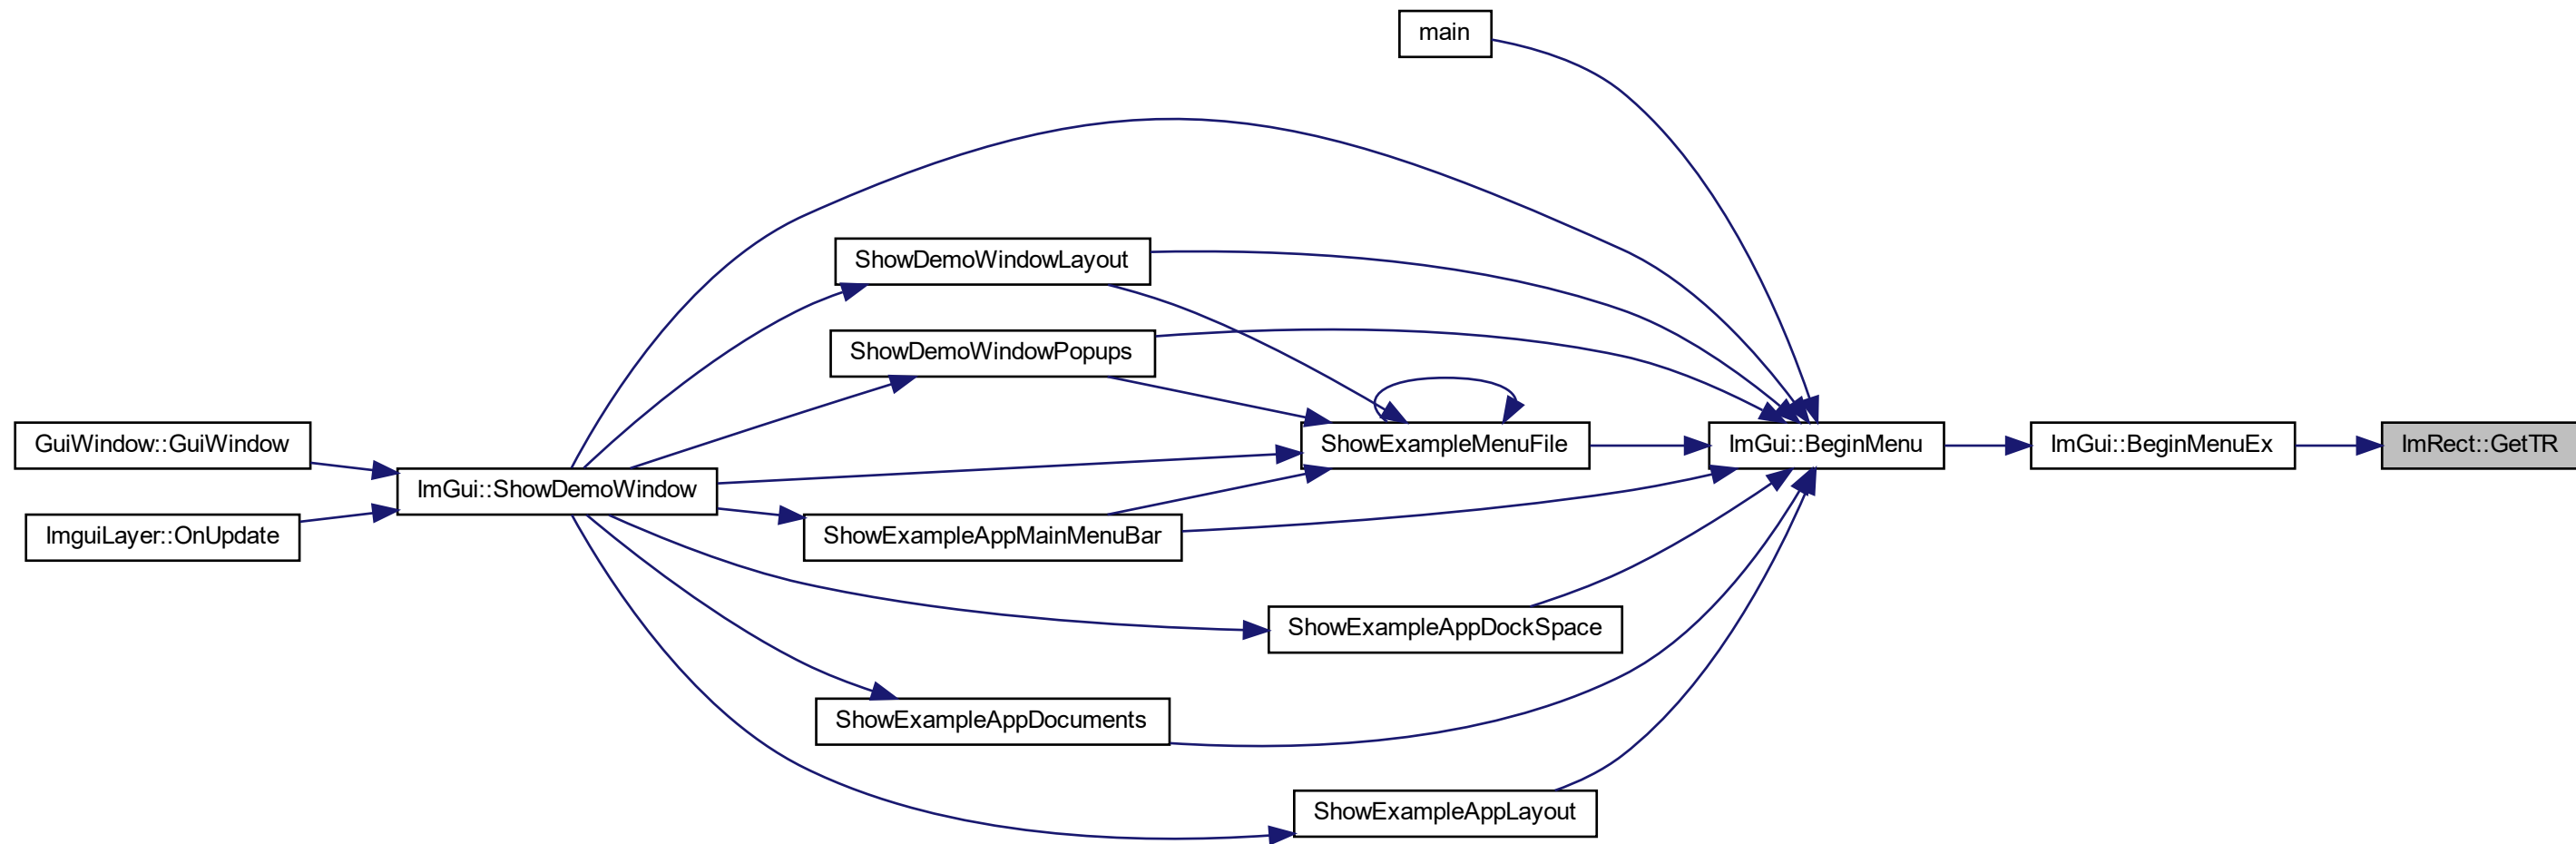 main
ShowDemoWindowLayout
ShowDemoWindowPopups
GuiWindow::GuiWindow
ShowExampleMenuFile
ImGui::BeginMenu
ImGui::BeginMenuEx
ImRect::GetTR
ImGui::ShowDemoWindow
ImguiLayer::OnUpdate
ShowExampleAppMainMenuBar
ShowExampleAppDockSpace
ShowExampleAppDocuments
ShowExampleAppLayout